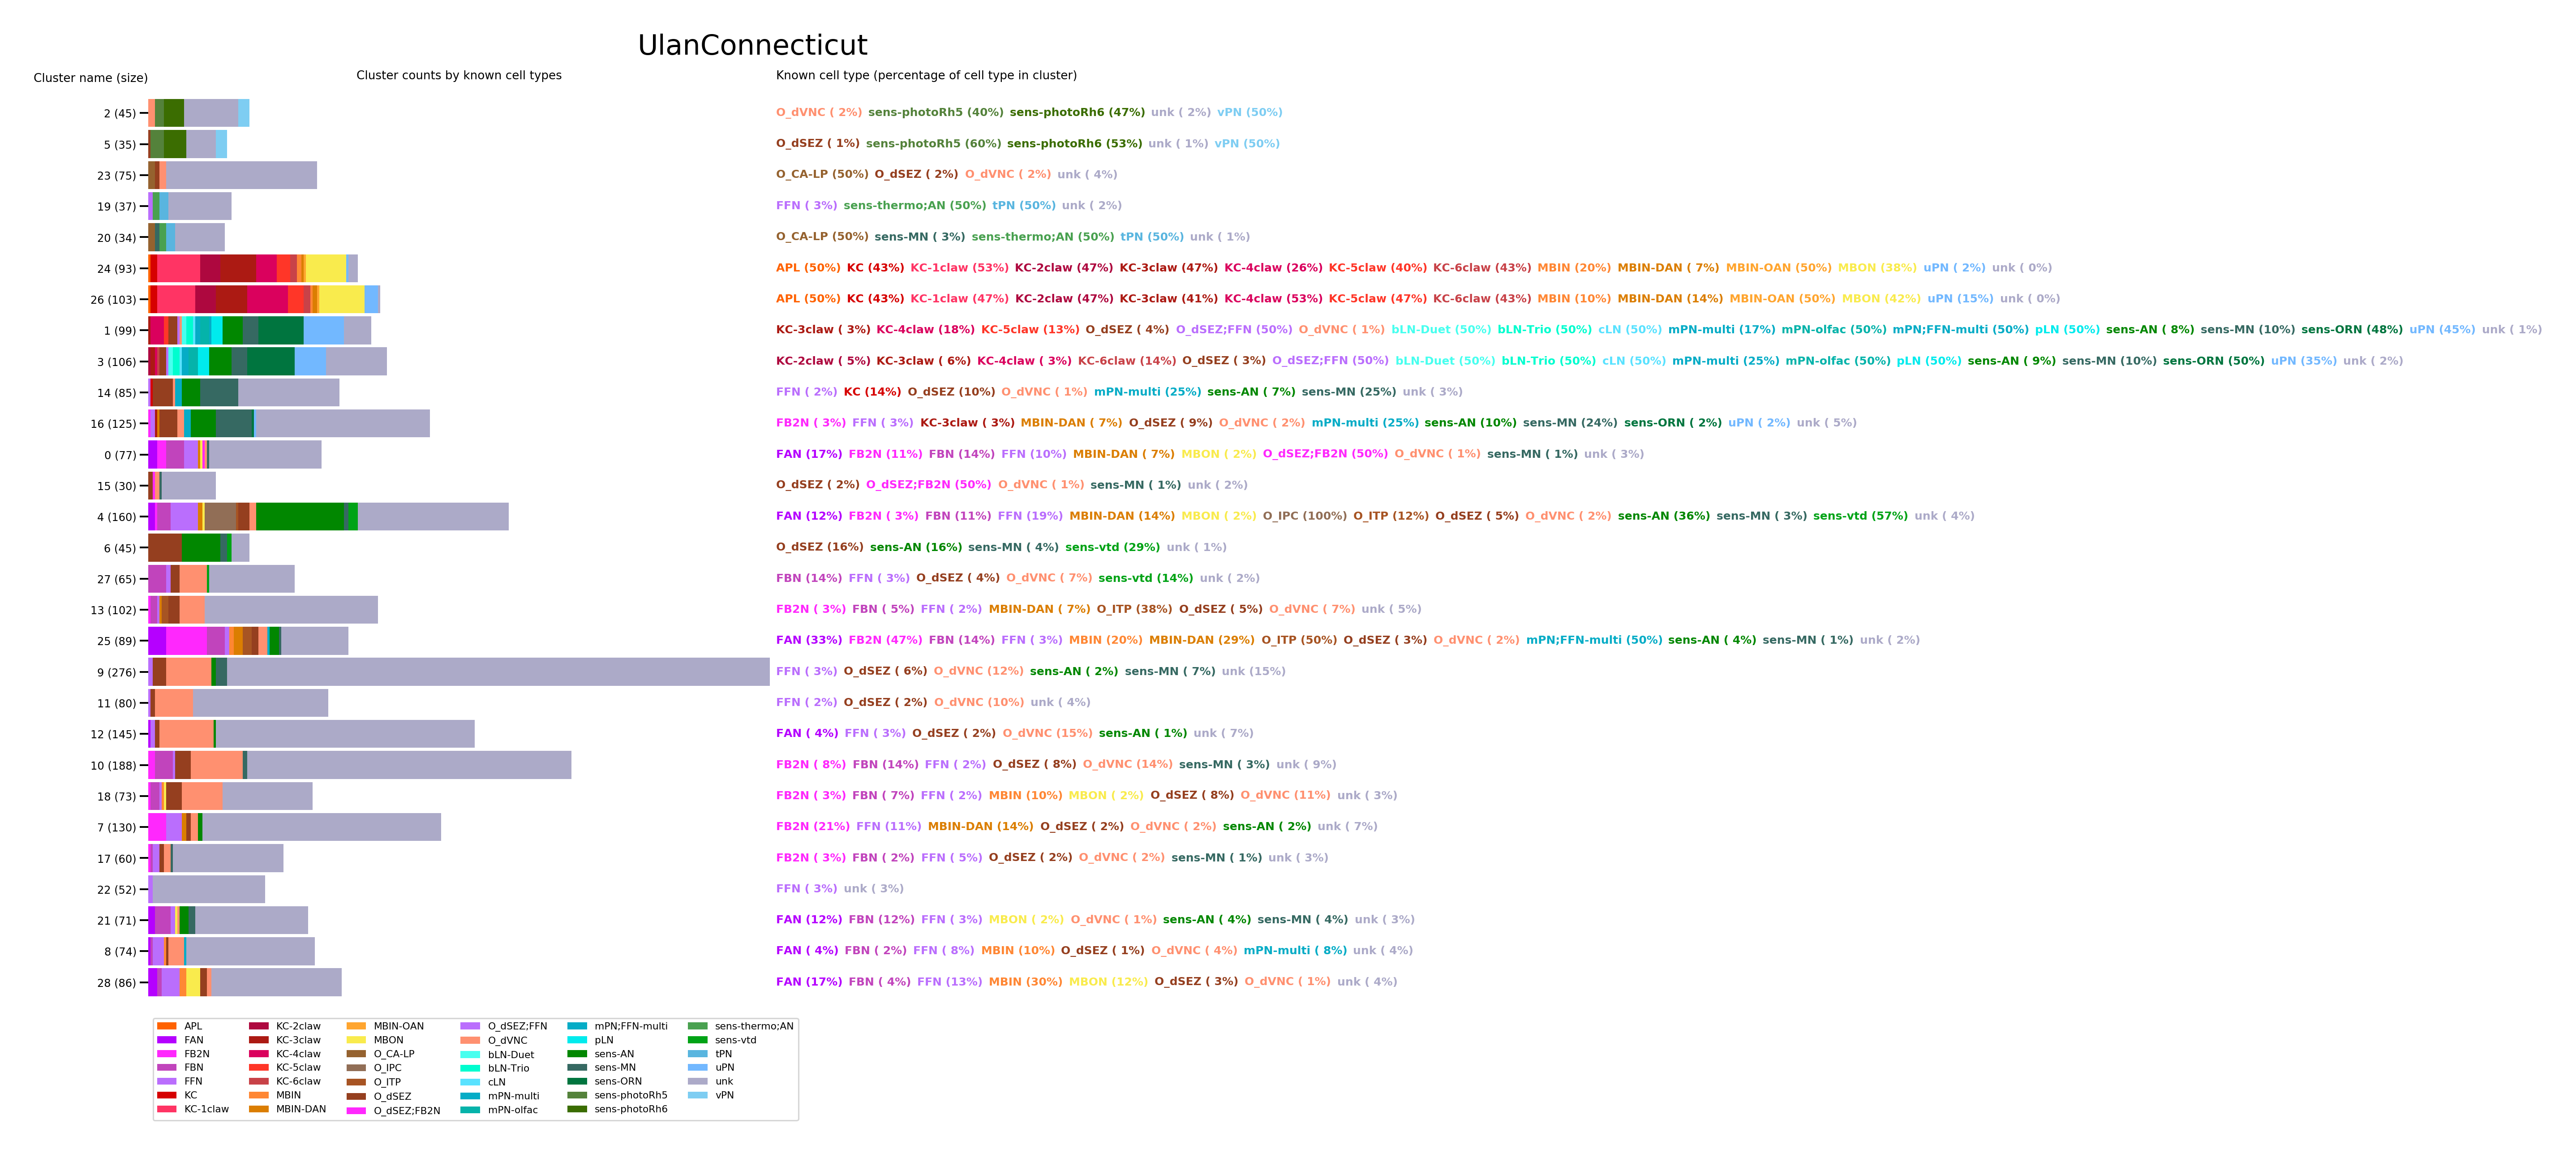 UlanConnecticut
Cluster name (size) Cluster counts by known cell types Known cell type (percentage of cell type in cluster)
2 (45) O_dVNC ( 2%) sens-photoRh5 (40%) sens-photoRh6 (47%) unk ( 2%) vPN (50%)
5 (35) O_dSEZ ( 1%) sens-photoRh5 (60%) sens-photoRh6 (53%) unk ( 1%) vPN (50%)
23 (75) O_CA-LP (50%) O_dSEZ ( 2%) O_dVNC ( 2%) unk ( 4%)
19 (37) FFN ( 3%) sens-thermo;AN (50%) tPN (50%) unk ( 2%)
20 (34) O_CA-LP (50%) sens-MN ( 3%) sens-thermo;AN (50%) tPN (50%) unk ( 1%)
24 (93) APL (50%) KC (43%) KC-1claw (53%) KC-2claw (47%) KC-3claw (47%) KC-4claw (26%) KC-5claw (40%) KC-6claw (43%) MBIN (20%) MBIN-DAN ( 7%) MBIN-OAN (50%) MBON (38%) uPN ( 2%) unk ( 0%)
26 (103) APL (50%) KC (43%) KC-1claw (47%) KC-2claw (47%) KC-3claw (41%) KC-4claw (53%) KC-5claw (47%) KC-6claw (43%) MBIN (10%) MBIN-DAN (14%) MBIN-OAN (50%) MBON (42%) uPN (15%) unk ( 0%)
1 (99) KC-3claw ( 3%) KC-4claw (18%) KC-5claw (13%) O_dSEZ ( 4%) O_dSEZ;FFN (50%) O_dVNC ( 1%) bLN-Duet (50%) bLN-Trio (50%) cLN (50%) mPN-multi (17%) mPN-olfac (50%) mPN;FFN-multi (50%) pLN (50%) sens-AN ( 8%) sens-MN (10%) sens-ORN (48%) uPN (45%) unk ( 1%)
3 (106) KC-2claw ( 5%) KC-3claw ( 6%) KC-4claw ( 3%) KC-6claw (14%) O_dSEZ ( 3%) O_dSEZ;FFN (50%) bLN-Duet (50%) bLN-Trio (50%) cLN (50%) mPN-multi (25%) mPN-olfac (50%) pLN (50%) sens-AN ( 9%) sens-MN (10%) sens-ORN (50%) uPN (35%) unk ( 2%)
14 (85) FFN ( 2%) KC (14%) O_dSEZ (10%) O_dVNC ( 1%) mPN-multi (25%) sens-AN ( 7%) sens-MN (25%) unk ( 3%)
16 (125) FB2N ( 3%) FFN ( 3%) KC-3claw ( 3%) MBIN-DAN ( 7%) O_dSEZ ( 9%) O_dVNC ( 2%) mPN-multi (25%) sens-AN (10%) sens-MN (24%) sens-ORN ( 2%) uPN ( 2%) unk ( 5%)
0 (77) FAN (17%) FB2N (11%) FBN (14%) FFN (10%) MBIN-DAN ( 7%) MBON ( 2%) O_dSEZ;FB2N (50%) O_dVNC ( 1%) sens-MN ( 1%) unk ( 3%)
15 (30) O_dSEZ ( 2%) O_dSEZ;FB2N (50%) O_dVNC ( 1%) sens-MN ( 1%) unk ( 2%)
4 (160) FAN (12%) FB2N ( 3%) FBN (11%) FFN (19%) MBIN-DAN (14%) MBON ( 2%) O_IPC (100%) O_ITP (12%) O_dSEZ ( 5%) O_dVNC ( 2%) sens-AN (36%) sens-MN ( 3%) sens-vtd (57%) unk ( 4%)
6 (45) O_dSEZ (16%) sens-AN (16%) sens-MN ( 4%) sens-vtd (29%) unk ( 1%)
27 (65) FBN (14%) FFN ( 3%) O_dSEZ ( 4%) O_dVNC ( 7%) sens-vtd (14%) unk ( 2%)
13 (102) FB2N ( 3%) FBN ( 5%) FFN ( 2%) MBIN-DAN ( 7%) O_ITP (38%) O_dSEZ ( 5%) O_dVNC ( 7%) unk ( 5%)
25 (89) FAN (33%) FB2N (47%) FBN (14%) FFN ( 3%) MBIN (20%) MBIN-DAN (29%) O_ITP (50%) O_dSEZ ( 3%) O_dVNC ( 2%) mPN;FFN-multi (50%) sens-AN ( 4%) sens-MN ( 1%) unk ( 2%)
9 (276) FFN ( 3%) O_dSEZ ( 6%) O_dVNC (12%) sens-AN ( 2%) sens-MN ( 7%) unk (15%)
11 (80) FFN ( 2%) O_dSEZ ( 2%) O_dVNC (10%) unk ( 4%)
12 (145) FAN ( 4%) FFN ( 3%) O_dSEZ ( 2%) O_dVNC (15%) sens-AN ( 1%) unk ( 7%)
10 (188) FB2N ( 8%) FBN (14%) FFN ( 2%) O_dSEZ ( 8%) O_dVNC (14%) sens-MN ( 3%) unk ( 9%)
18 (73) FB2N ( 3%) FBN ( 7%) FFN ( 2%) MBIN (10%) MBON ( 2%) O_dSEZ ( 8%) O_dVNC (11%) unk ( 3%)
7 (130) FB2N (21%) FFN (11%) MBIN-DAN (14%) O_dSEZ ( 2%) O_dVNC ( 2%) sens-AN ( 2%) unk ( 7%)
17 (60) FB2N ( 3%) FBN ( 2%) FFN ( 5%) O_dSEZ ( 2%) O_dVNC ( 2%) sens-MN ( 1%) unk ( 3%)
22 (52) FFN ( 3%) unk ( 3%)
21 (71) FAN (12%) FBN (12%) FFN ( 3%) MBON ( 2%) O_dVNC ( 1%) sens-AN ( 4%) sens-MN ( 4%) unk ( 3%)
8 (74) FAN ( 4%) FBN ( 2%) FFN ( 8%) MBIN (10%) O_dSEZ ( 1%) O_dVNC ( 4%) mPN-multi ( 8%) unk ( 4%)
28 (86) FAN (17%) FBN ( 4%) FFN (13%) MBIN (30%) MBON (12%) O_dSEZ ( 3%) O_dVNC ( 1%) unk ( 4%)
APL KC-2claw MBIN-OAN O_dSEZ;FFN mPN;FFN-multi sens-thermo;AN
FAN KC-3claw MBON O_dVNC pLN sens-vtd
FB2N KC-4claw O_CA-LP bLN-Duet sens-AN tPN
FBN KC-5claw O_IPC bLN-Trio sens-MN uPN
FFN KC-6claw O_ITP cLN sens-ORN unk
KC MBIN O_dSEZ mPN-multi sens-photoRh5 vPN
KC-1claw MBIN-DAN O_dSEZ;FB2N mPN-olfac sens-photoRh6